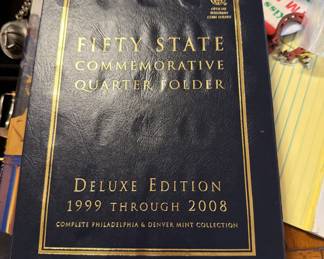 FIFTY STATE
COMMEMORATIVE
QUARTER FOLDER
DELUXE EDITION
1999 THROUGH 2008
COMPLETE PHILADELPHIA & DENVER MINT COLLECTION